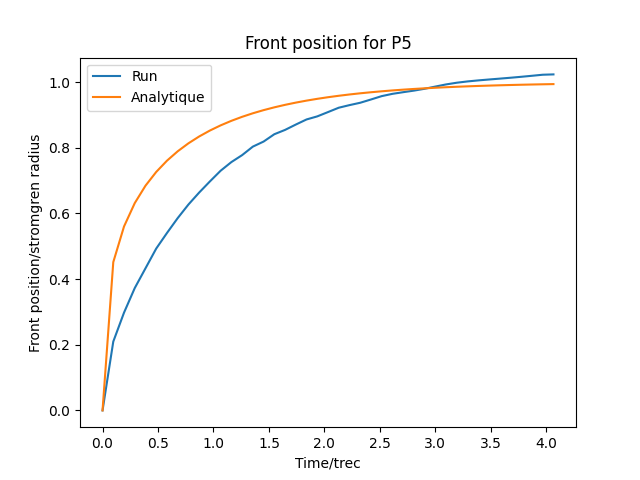 Front position for P5
Run
Analytique
Front position/stromgren radius
1.0
0.8
0.6
0.4
0.2
0.0
0.0 0.5 1.0 1.5 2.0 2.5 3.0 3.5 4.0
Time/trec